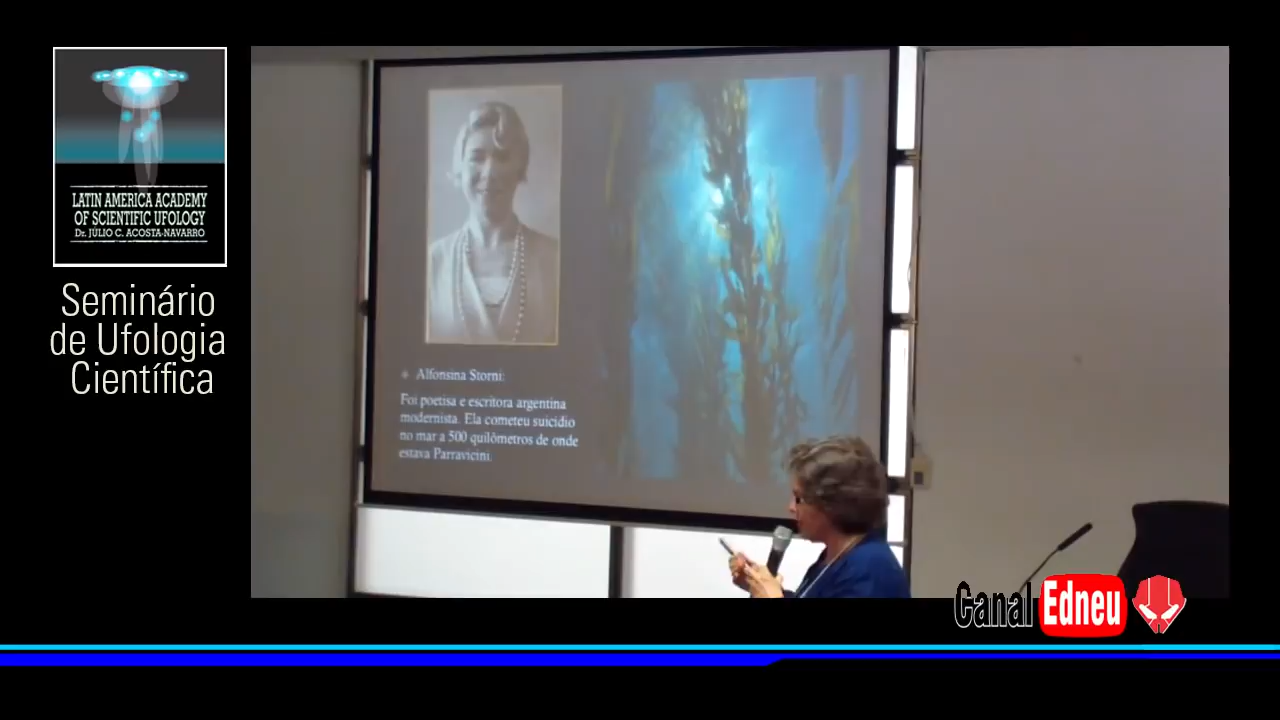 LATIN AMERICA ACADEMY
OF SCIENTIFIC UFOLOGY
Dr. JÚLIO C. ACOSTA-NAVARRO
Seminário
de Ufologia
Científica
Alfonsina Storni:
Foi poetisa e escritora argentina
modernista. Ela cometeu suicídio
no mar a 500 quilômetros de onde
estava Parravicini.
Canal Edneu